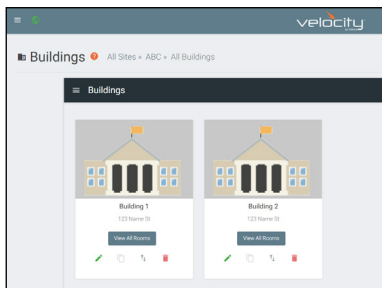 velocity
Buildings ? All Sites » ABC » All Buildings
Buildings
Building 1
123 Name St
View All Rooms
Building 2
123 Name St
View All Rooms